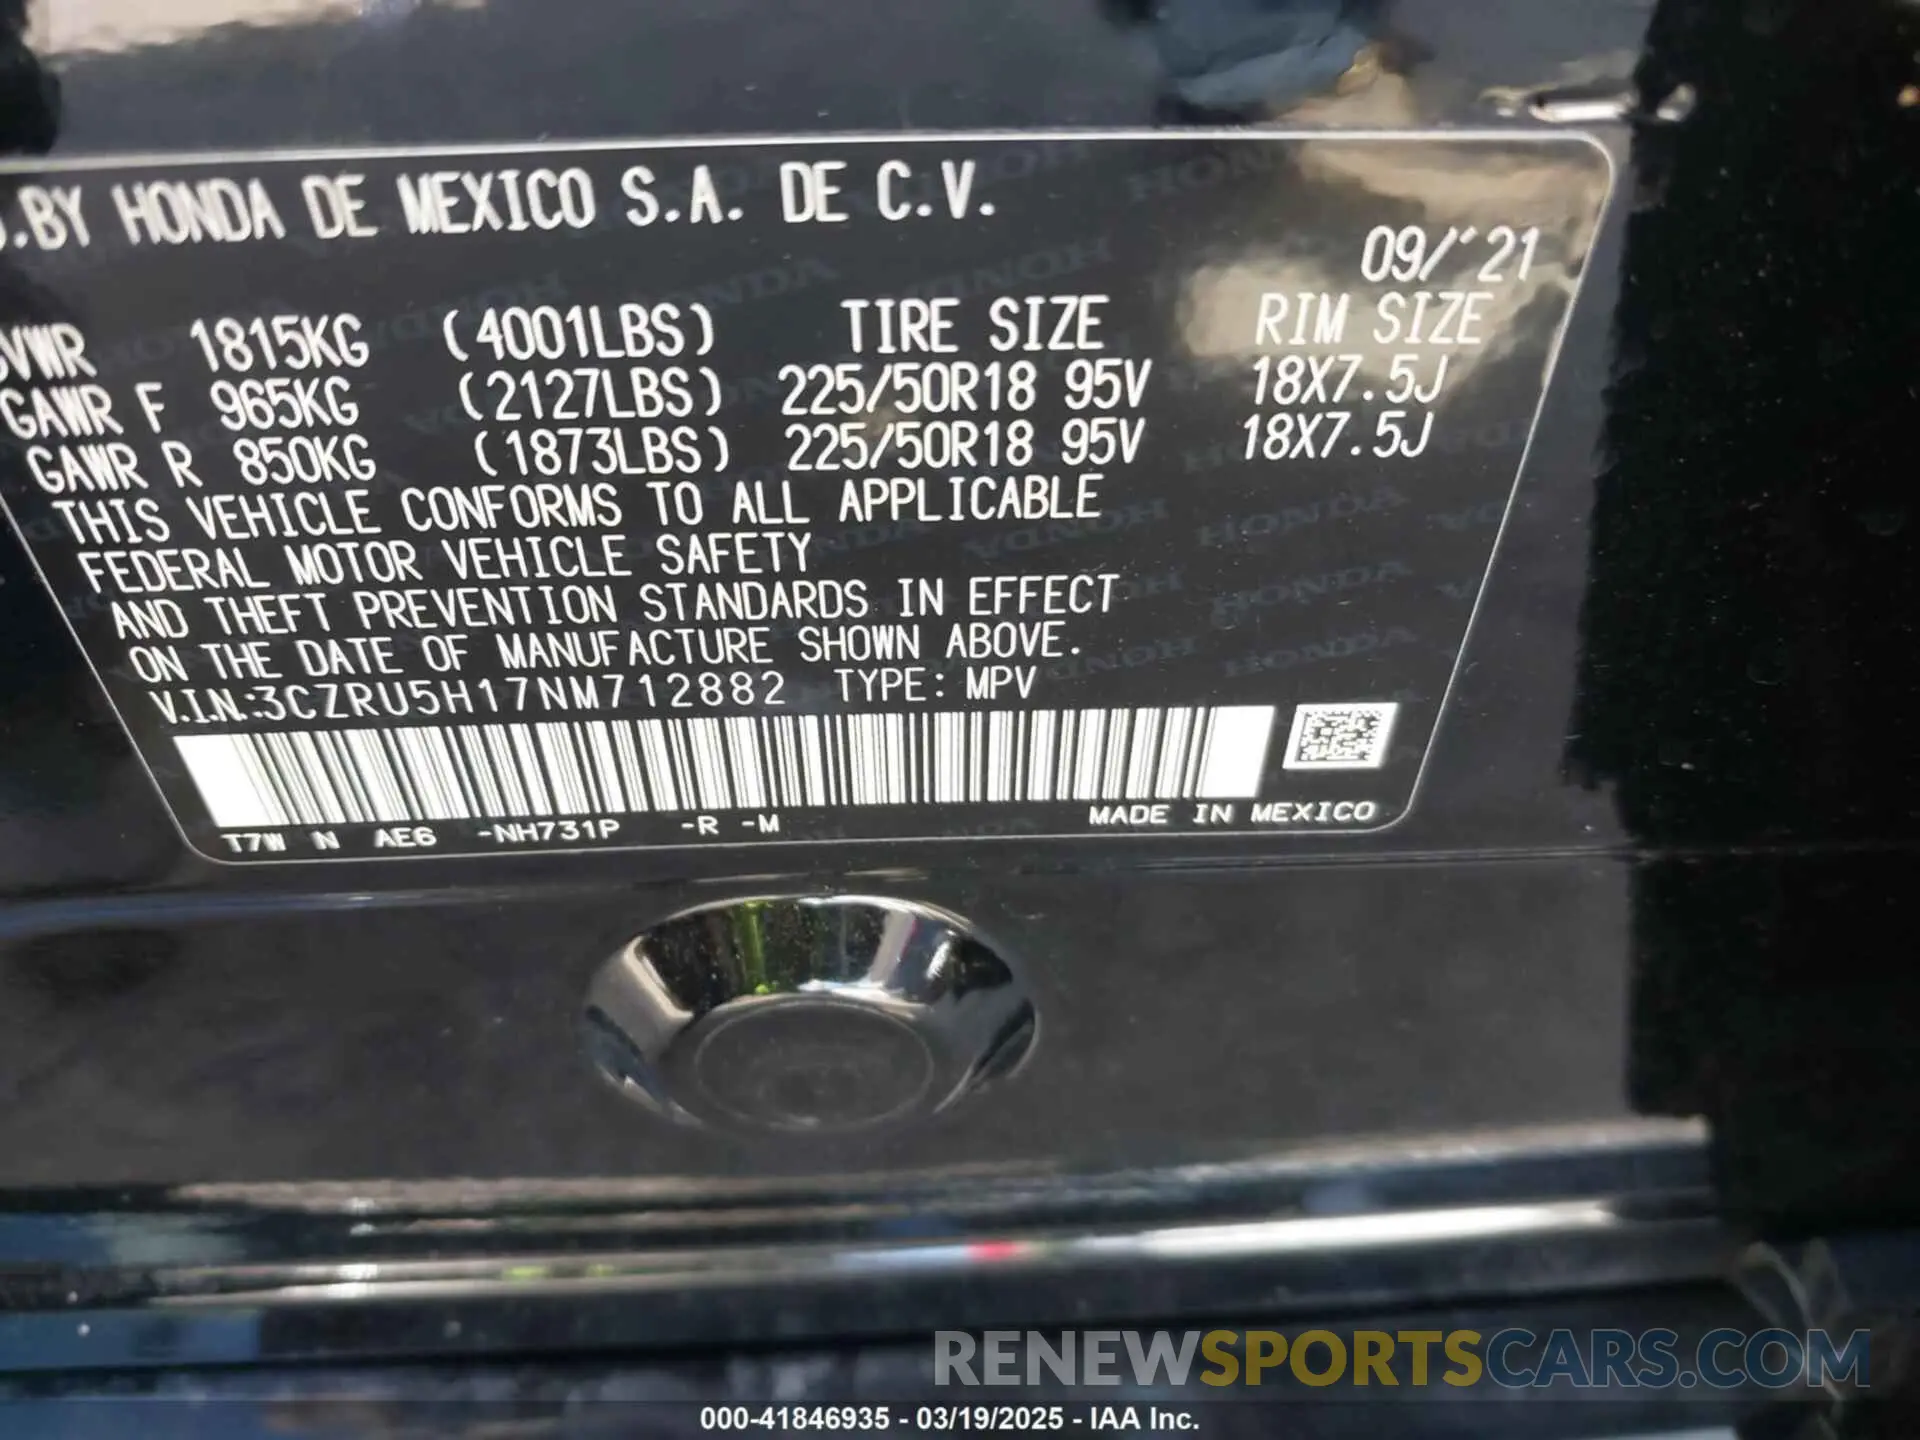 .BY HONDA DE MEXICO S.A. DE C.V.
09/'21
GVWR 1815KG (4001LBS) TIRE SIZE RIM SIZE
GAWR F 965KG (2127LBS) 225/50R18 95V 18X7.5J
GAWR R 850KG (1873LBS) 225/50R18 95V 18X7.5J
THIS VEHICLE CONFORMS TO ALL APPLICABLE
FEDERAL MOTOR VEHICLE SAFETY
AND THEFT PREVENTION STANDARDS IN EFFECT
ON THE DATE OF MANUFACTURE SHOWN ABOVE.
V.I.N.:3CZRU5H17NM712882 TYPE: MPV
T7W N AE6 -NH731P -R -M MADE IN MEXICO
RENEWSPORTSCARS.COM
000-41846935 - 03/19/2025 - IAA Inc.